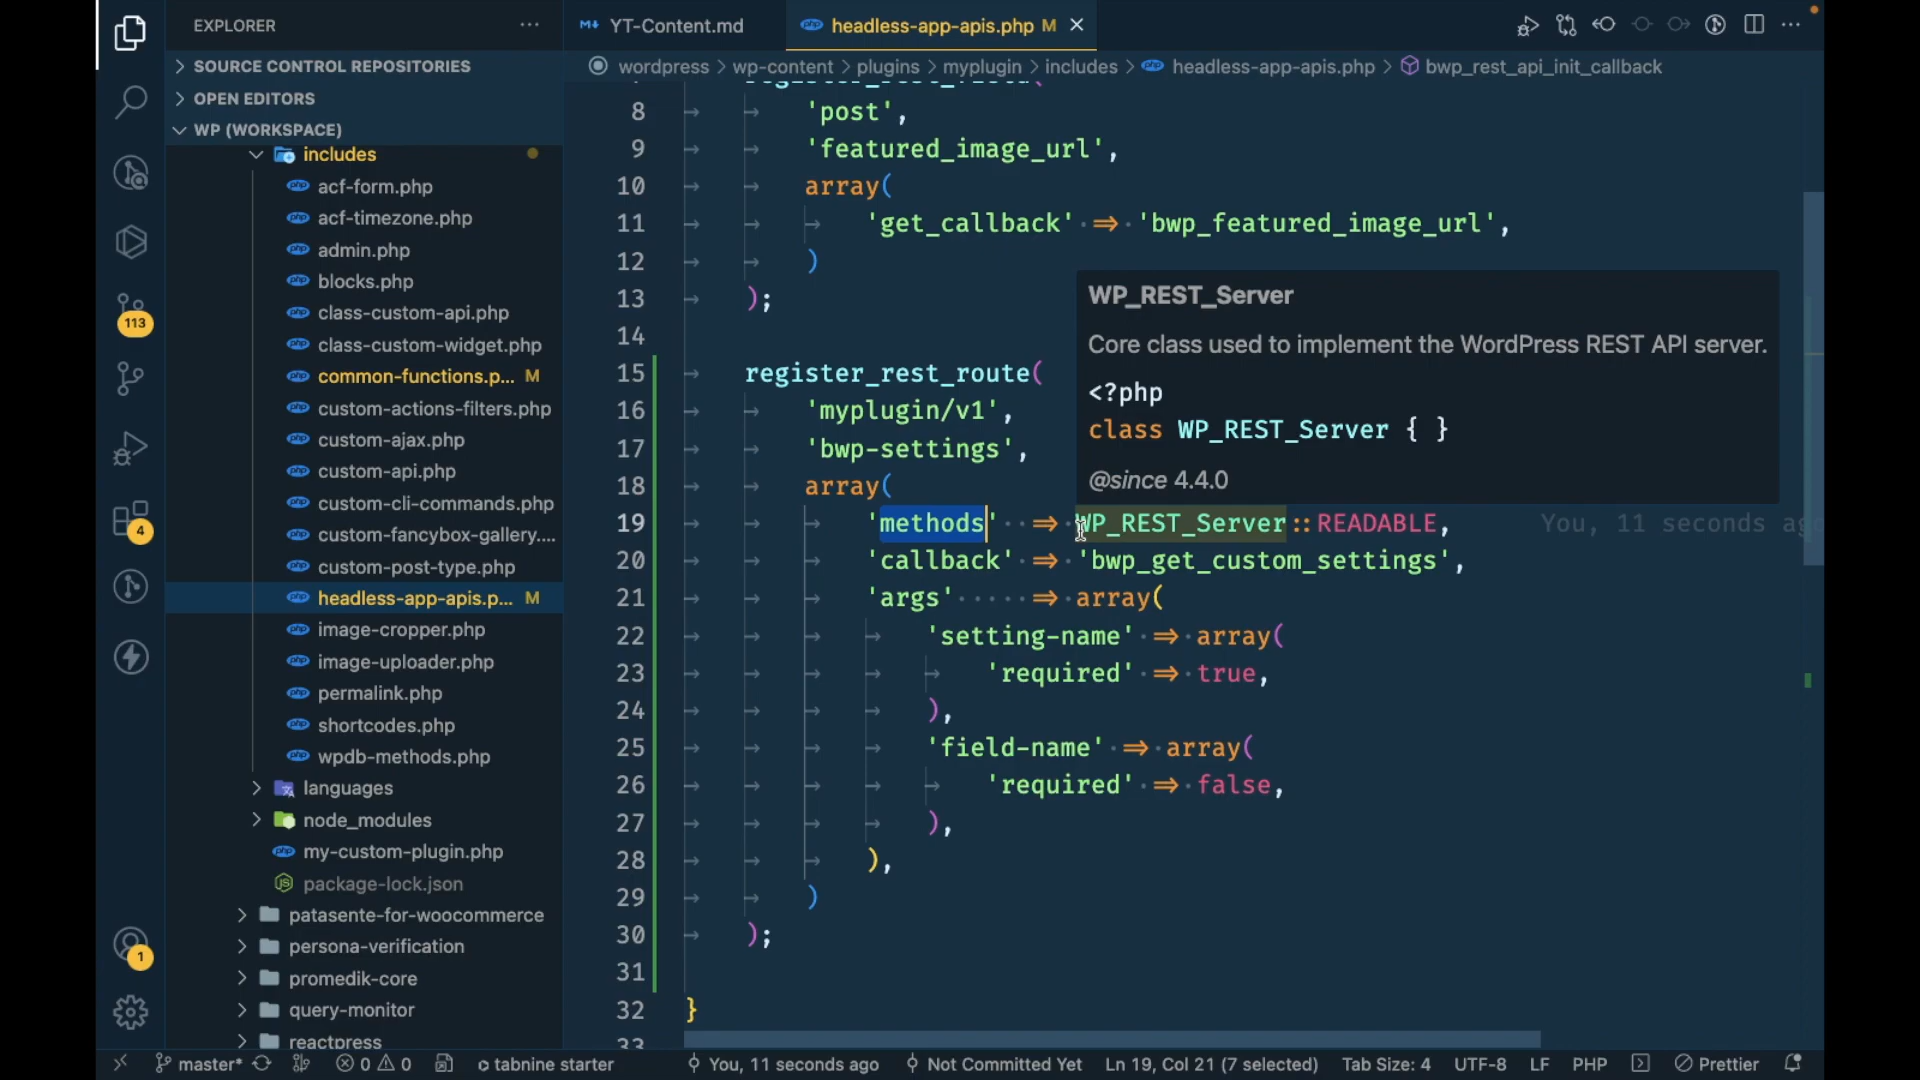 EXPLORER
SOURCE CONTROL REPOSITORIES
OPEN EDITORS
WP (WORKSPACE)
includes
acf-form.php
acf-timezone.php
admin.php
blocks.php
class-custom-api.php
class-custom-widget.php
common-functions.p... M
custom-actions-filters.php
custom-ajax.php
custom-api.php
custom-cli-commands.php
custom-fancybox-gallery....
custom-post-type.php
headless-app-apis.p... M
image-cropper.php
image-uploader.php
permalink.php
shortcodes.php
wpdb-methods.php
languages
node_modules
my-custom-plugin.php
package-lock.json
patasente-for-woocommerce
persona-verification
promedik-core
query-monitor
reactpress
113
4
1
YT-Content.md
headless-app-apis.php M
wordpress > wp-content > plugins > myplugin > includes > headless-app-apis.php > bwp_rest_api_init_callback
8 'post',
9 'featured_image_url',
10 array(
11 'get_callback' => 'bwp_featured_image_url',
12 )
13 );
14
15 register_rest_route(
16 'myplugin/v1',
17 'bwp-settings',
18 array(
19 'methods' => WP_REST_Server::READABLE, You, 11 seconds ag
20 'callback' => 'bwp_get_custom_settings',
21 'args' => array(
22 'setting-name' => array(
23 'required' => true,
24 ),
25 'field-name' => array(
26 'required' => false,
27 ),
28 ),
29 )
30 );
31
32 }
33
WP_REST_Server
Core class used to implement the WordPress REST API server.
<?php
class WP_REST_Server { }
@since 4.4.0
master* 0 0 tabnine starter You, 11 seconds ago Not Committed Yet Ln 19, Col 21 (7 selected) Tab Size: 4 UTF-8 LF PHP Prettier